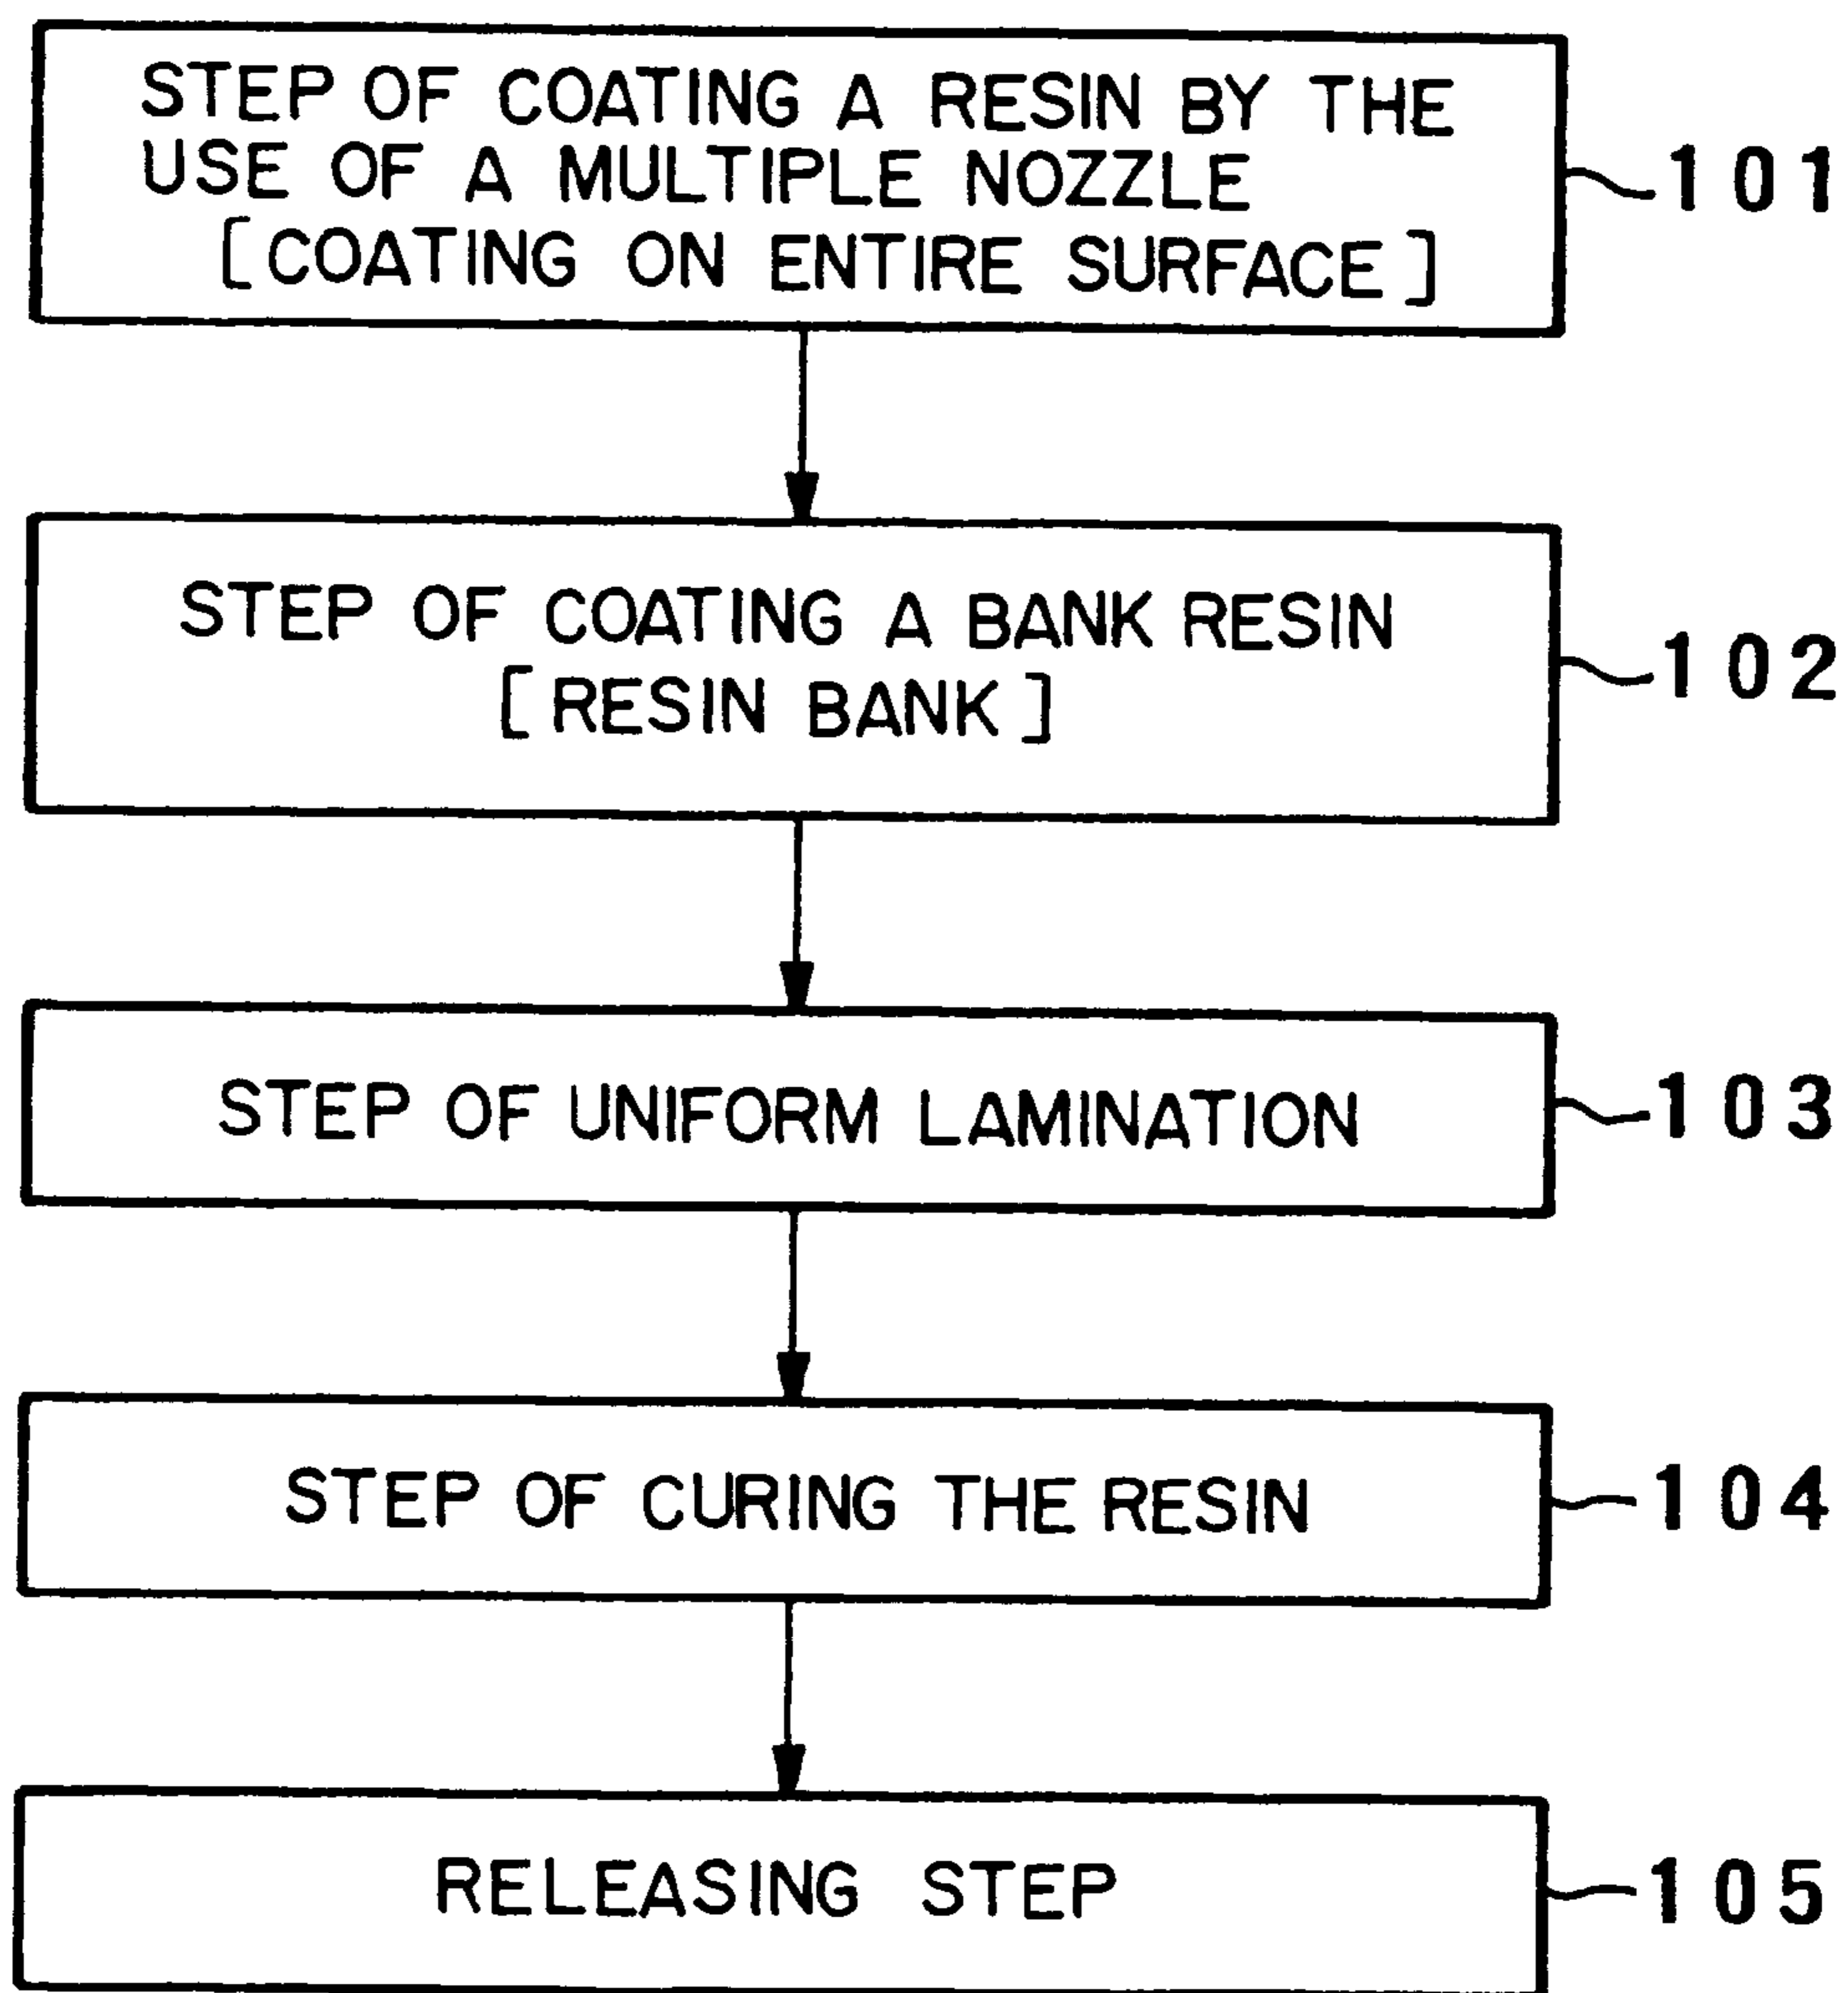 STEP OF COATING A RESIN BY THE
USE OF A MULTIPLE NOZZLE
[COATING ON ENTIRE SURFACE]
101
STEP OF COATING A BANK RESIN
[RESIN BANK]
102
STEP OF UNIFORM LAMINATION
103
STEP OF CURING THE RESIN
104
RELEASING STEP
105